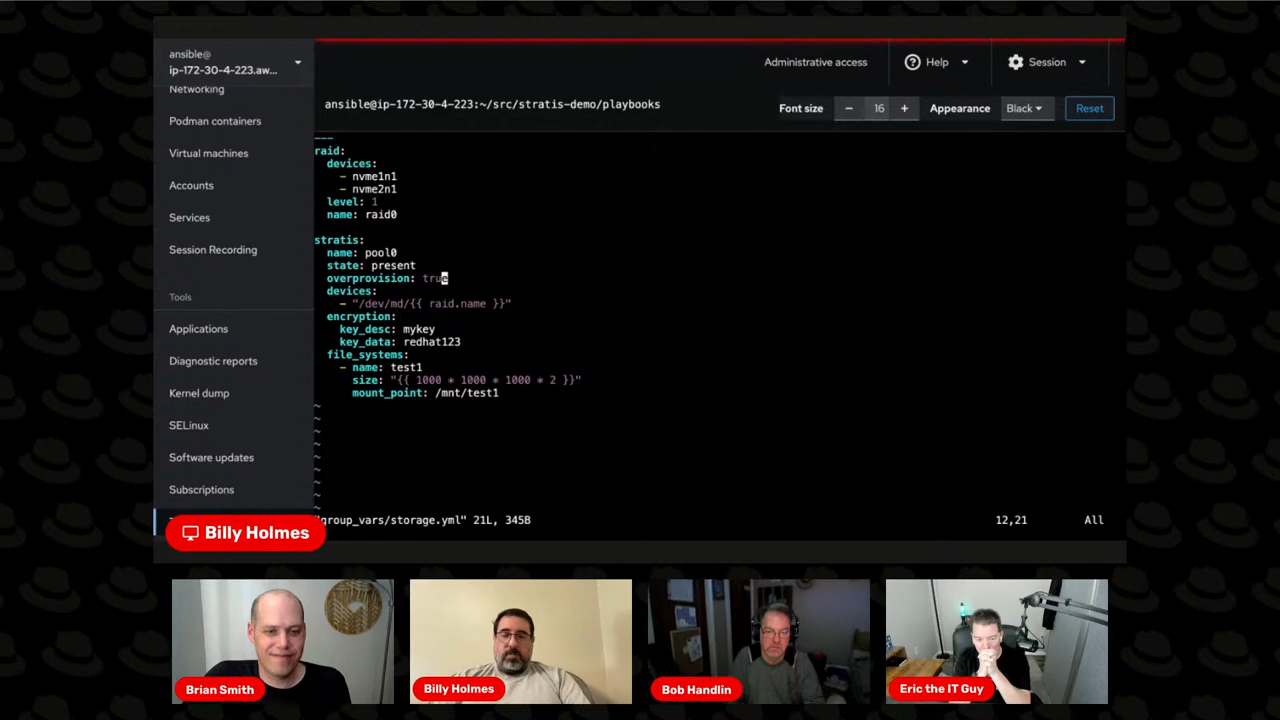 ansible@
ip-172-30-4-223.aw...
Networking
Podman containers
Virtual machines
Accounts
Services
Session Recording
Tools
Applications
Diagnostic reports
Kernel dump
SELinux
Software updates
Subscriptions
Administrative access
Help
Session
ansible@ip-172-30-4-223:~/src/stratis-demo/playbooks
Font size
16
Appearance
Black
Reset
---
raid:
  devices:
    - nvme1n1
    - nvme2n1
  level: 1
  name: raid0
stratis:
  name: pool0
  state: present
  overprovision: true
  devices:
    - "/dev/md/{{ raid.name }}"
  encryption:
    key_desc: mykey
    key_data: redhat123
  file_systems:
    - name: test1
      size: "{{ 1000 * 1000 * 1000 * 2 }}"
      mount_point: /mnt/test1
~
~
~
~
~
~
~
~
~
"group_vars/storage.yml" 21L, 345B
12,21
All
Billy Holmes
Brian Smith
Billy Holmes
Bob Handlin
Eric the IT Guy